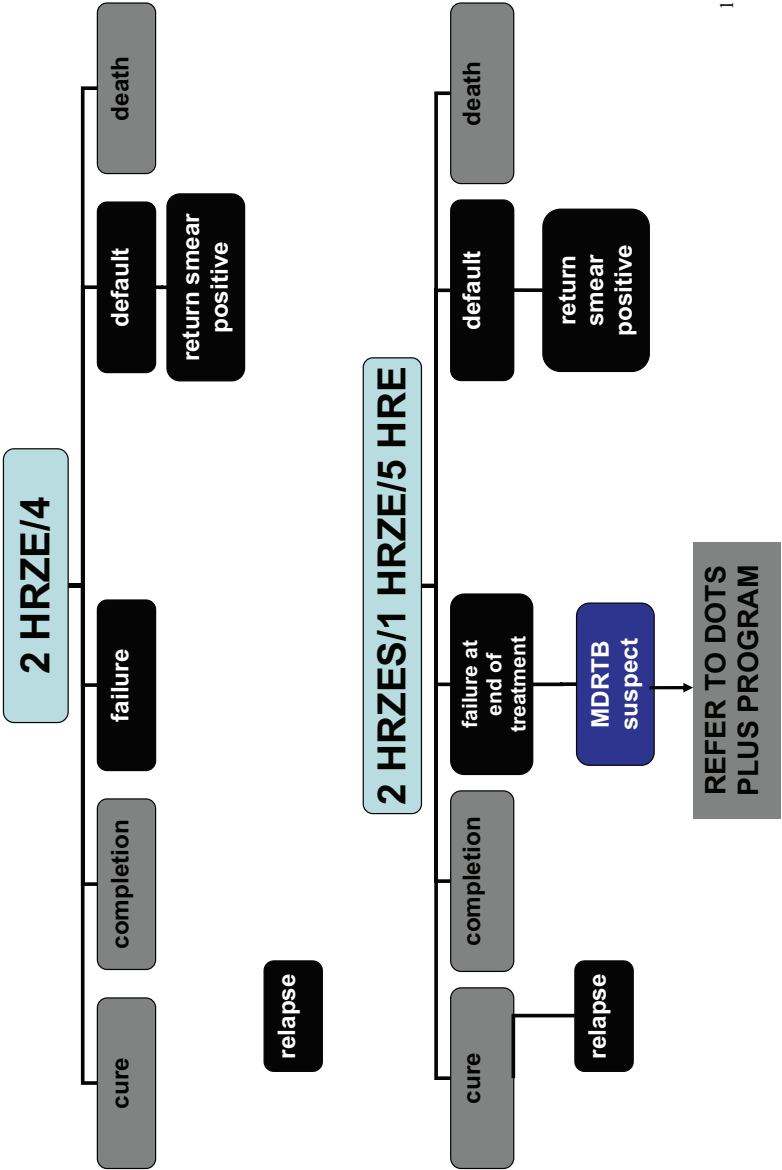 2 HRZE/4
cure
completion
failure
default
death
return smear
positive
relapse
2 HRZES/1 HRZE/5 HRE
cure
completion
failure at
end of
treatment
default
death
relapse
MDRTB
suspect
return
smear
positive
REFER TO DOTS
PLUS PROGRAM
1